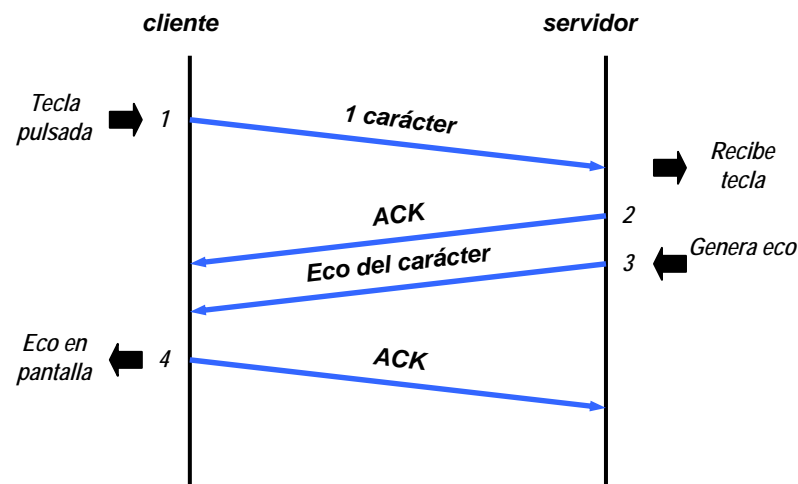 cliente
servidor
Tecla
pulsada
1
1 carácter
Recibe
tecla
ACK
2
Eco del carácter
3
Genera eco
Eco en
pantalla
4
ACK